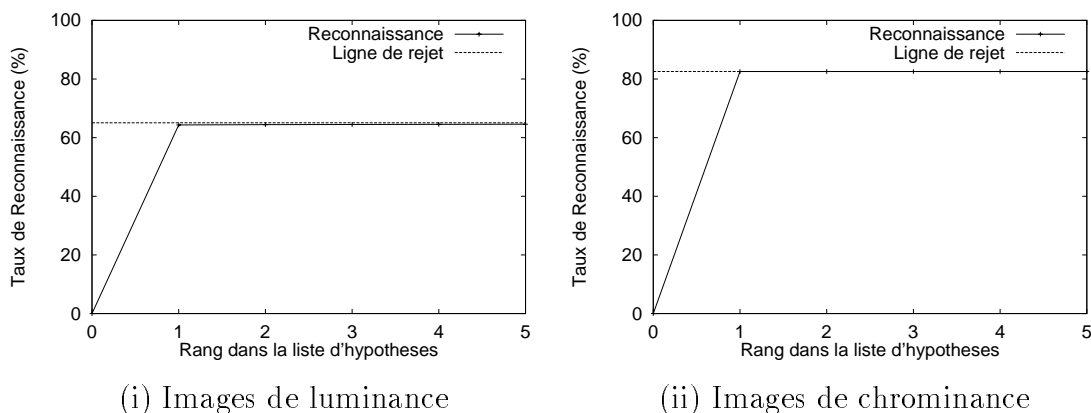 100
80
60
40
20
0
Taux de Reconnaissance (%)
Reconnaissance
Ligne de rejet
0 1 2 3 4 5
Rang dans la liste d'hypotheses
(i) Images de luminance
100
80
60
40
20
0
Taux de Reconnaissance (%)
Reconnaissance
Ligne de rejet
0 1 2 3 4 5
Rang dans la liste d'hypotheses
(ii) Images de chrominance